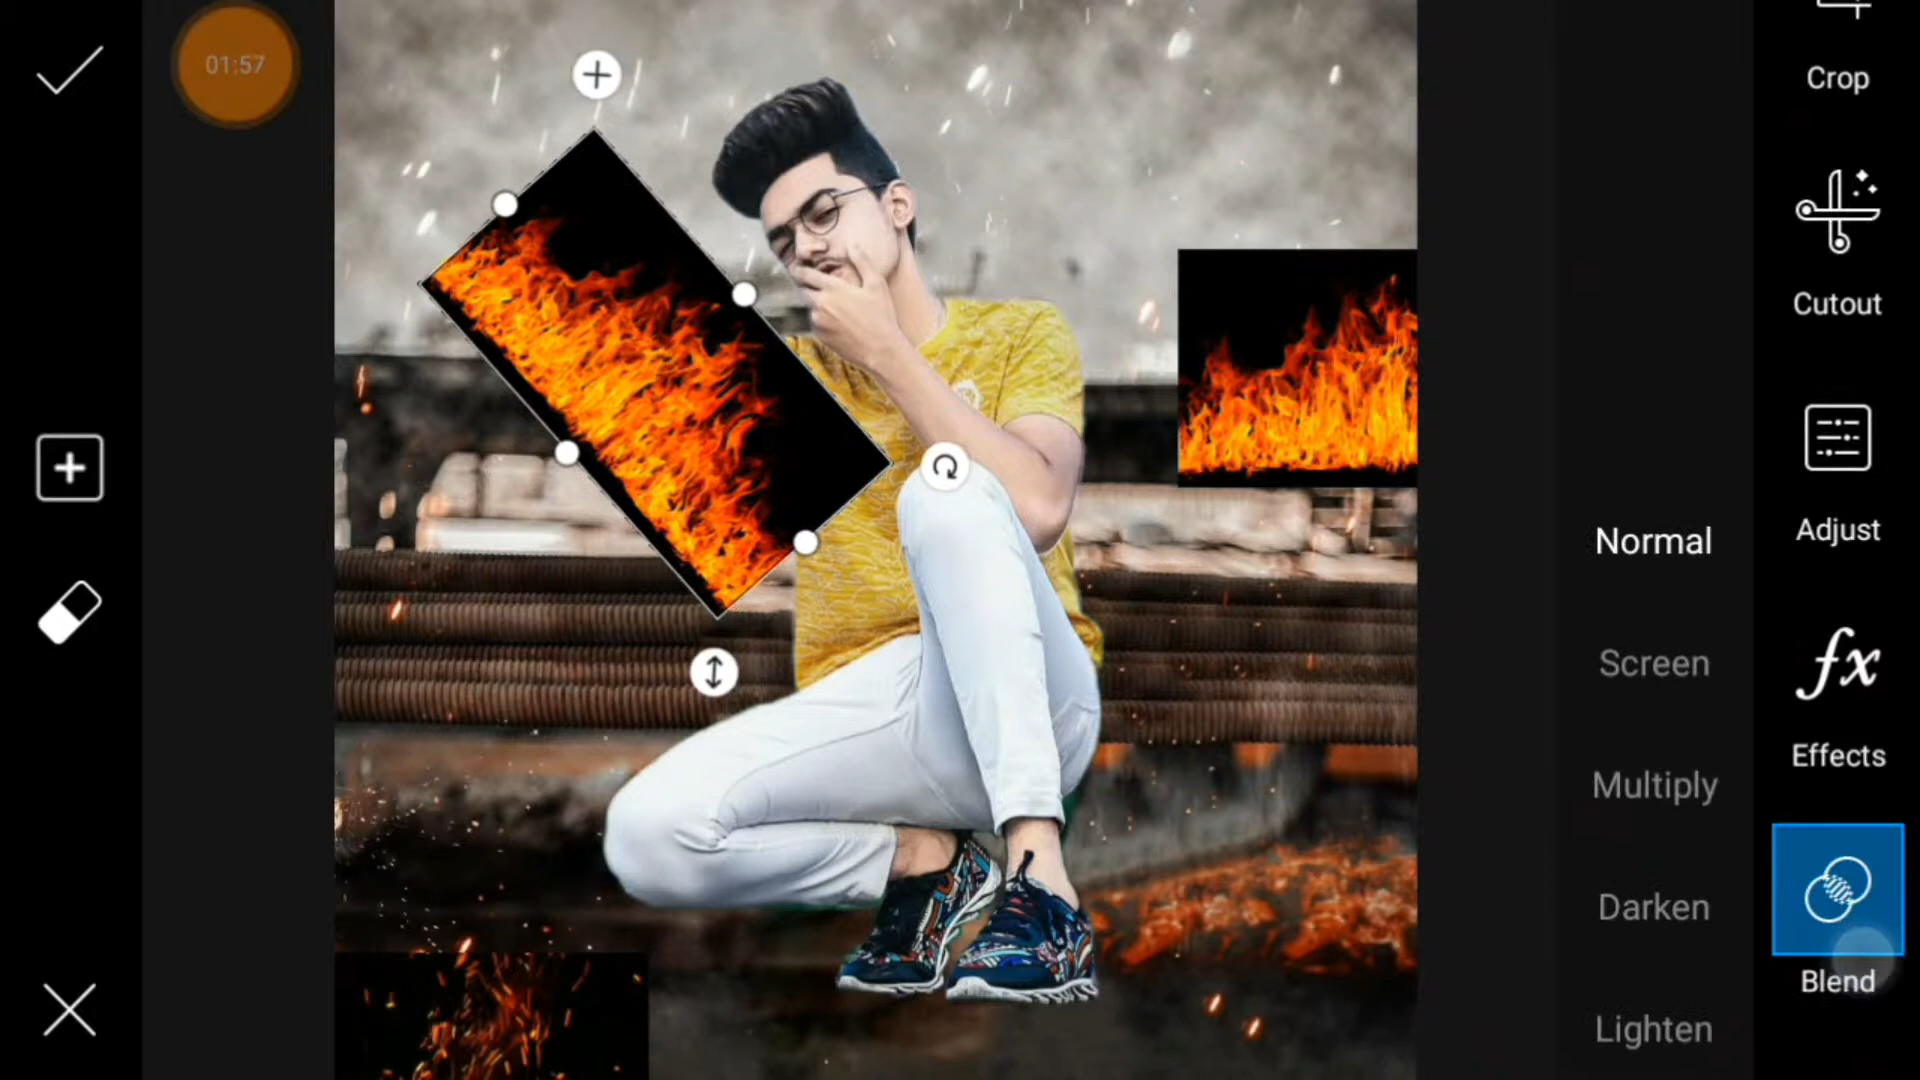 01:57
Crop
Cutout
Adjust
Effects
Blend
Normal
Screen
Multiply
Darken
Lighten